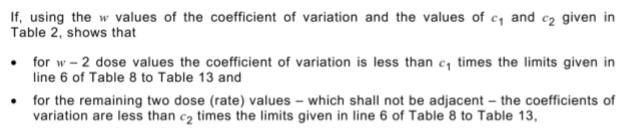 If, using the w values of the coefficient of variation and the values of c₁ and c₂ given in
Table 2, shows that
• for w – 2 dose values the coefficient of variation is less than c₁ times the limits given in
line 6 of Table 8 to Table 13 and
• for the remaining two dose (rate) values – which shall not be adjacent – the coefficients of
variation are less than c₂ times the limits given in line 6 of Table 8 to Table 13,